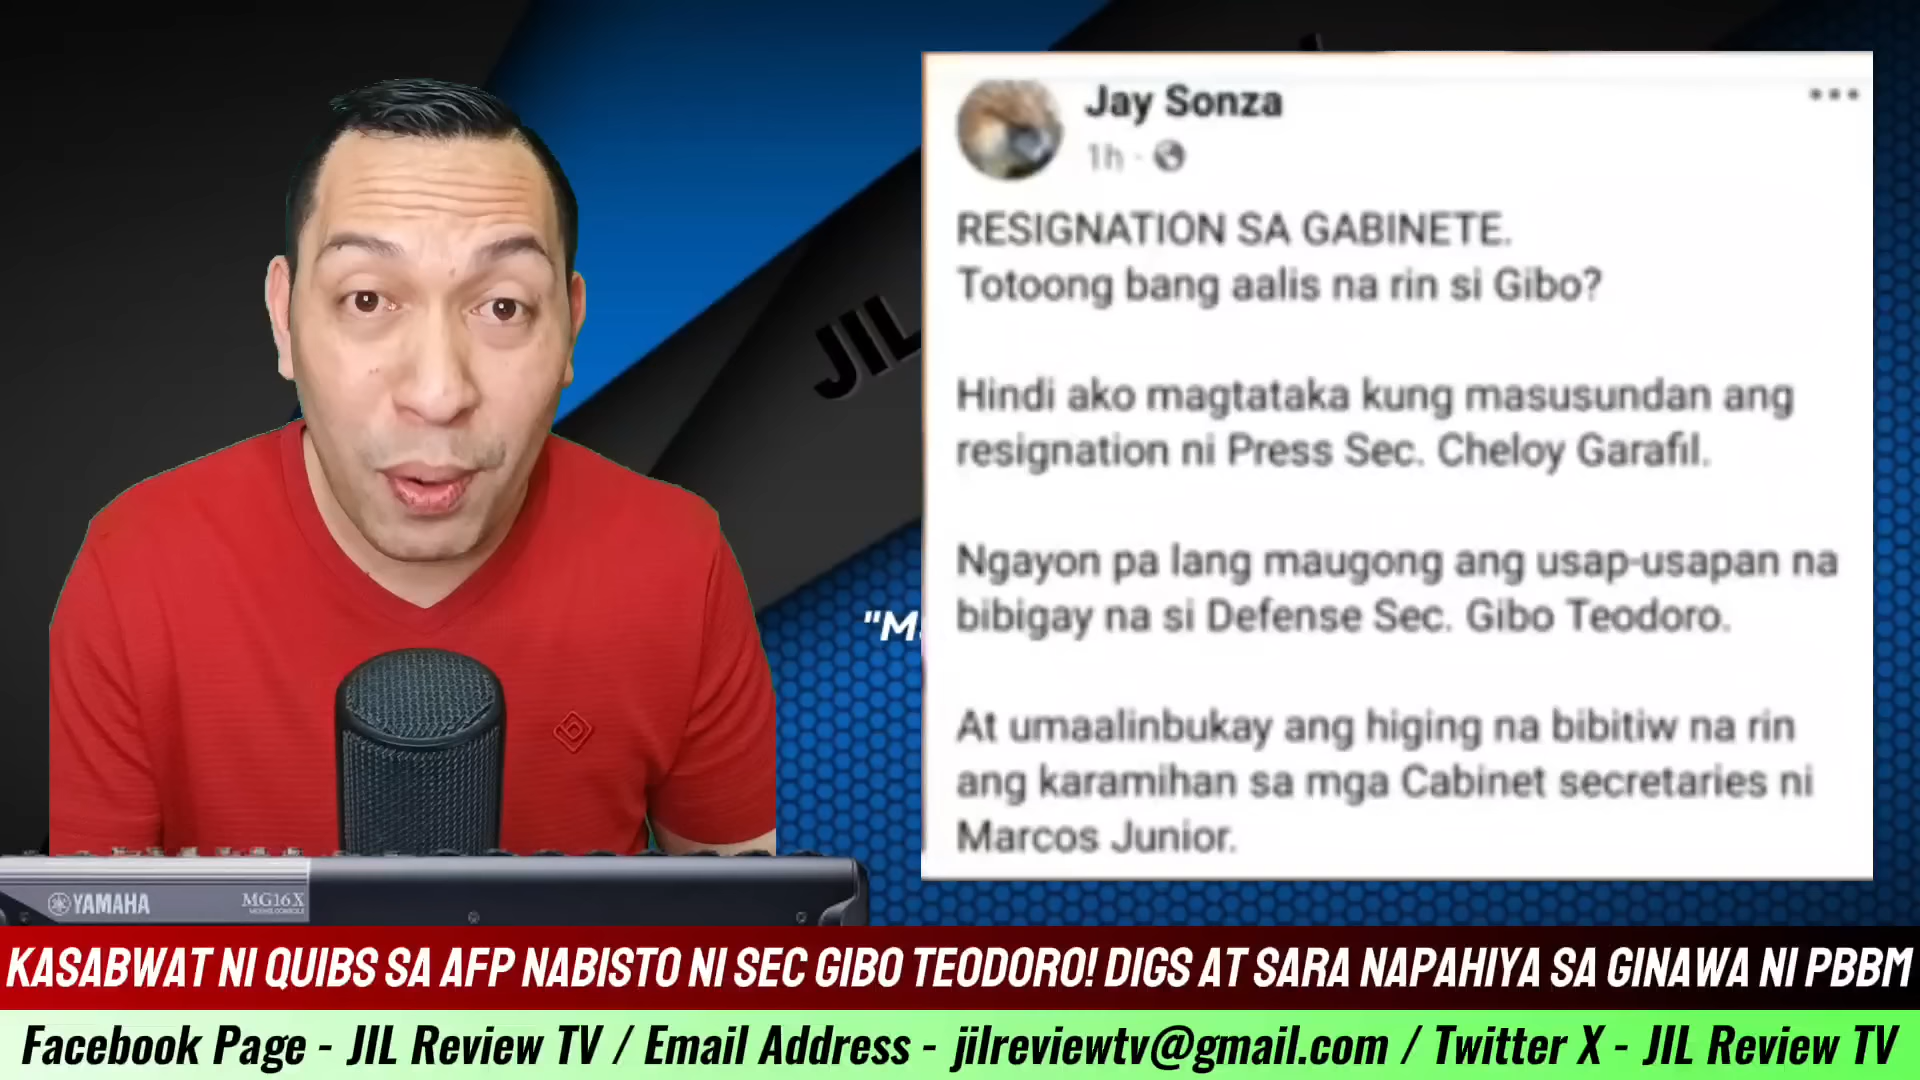 Jay Sonza
1h
RESIGNATION SA GABINETE.
Totoong bang aalis na rin si Gibo?
Hindi ako magtataka kung masusundan ang
resignation ni Press Sec. Cheloy Garafil.
Ngayon pa lang maugong ang usap-usapan na
bibigay na si Defense Sec. Gibo Teodoro.
At umaalinbukay ang higing na bibitiw na rin
ang karamihan sa mga Cabinet secretaries ni
Marcos Junior.
JIL
"M
YAMAHA
MG16X
MIXING CONSOLE
KASABWAT NI QUIBS SA AFP NABISTO NI SEC GIBO TEODORO! DIGS AT SARA NAPAHIYA SA GINAWA NI PBBM
Facebook Page - JIL Review TV / Email Address - jilreviewtv@gmail.com / Twitter X - JIL Review TV